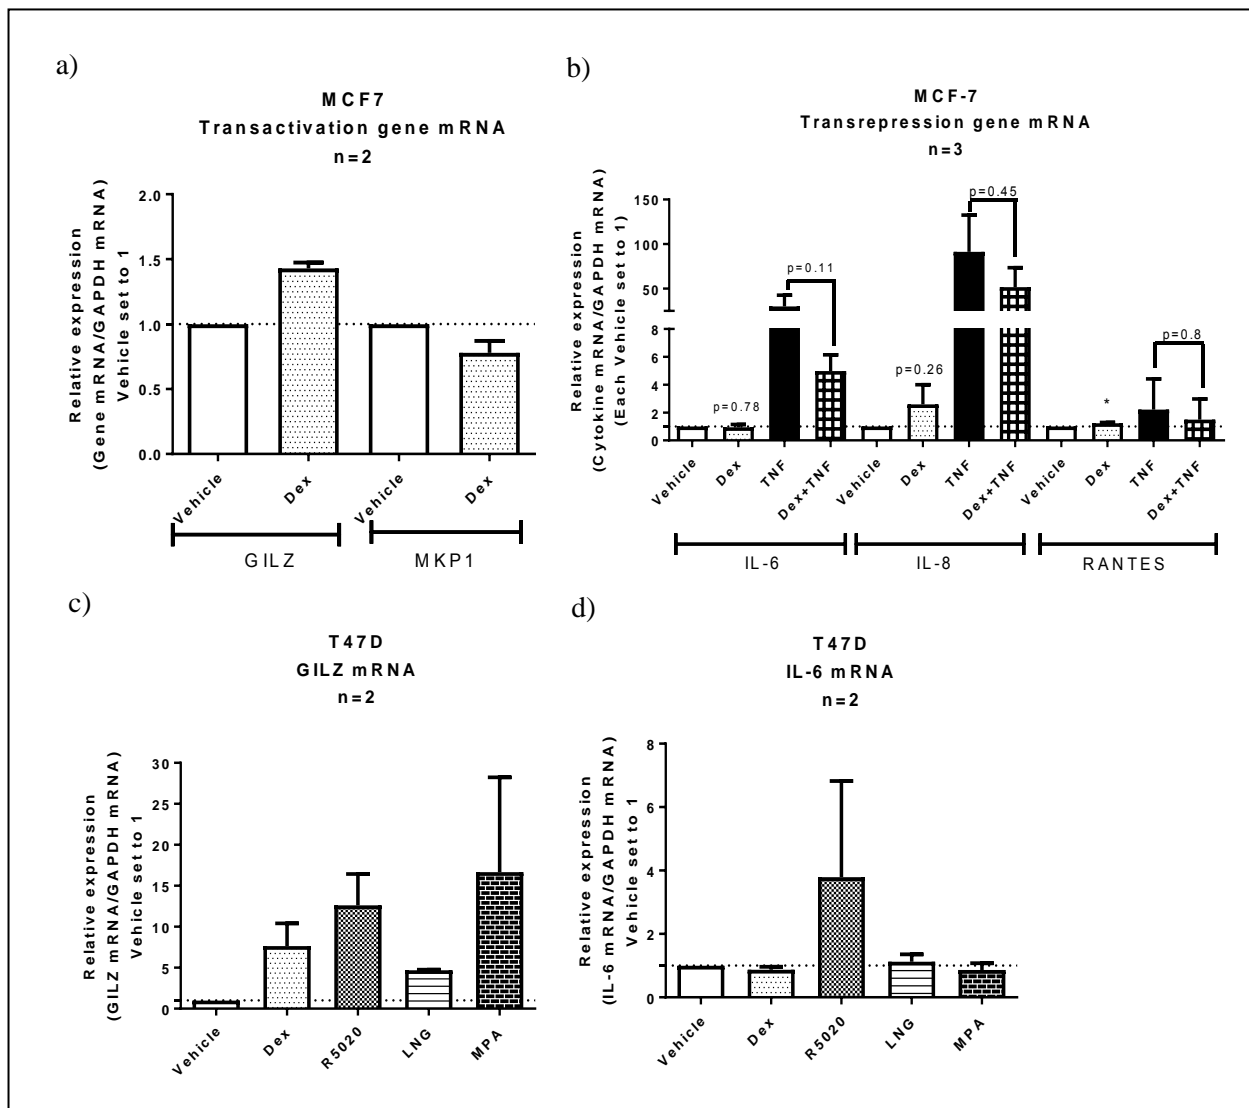 a)
MCF7
Transactivation gene mRNA
n=2
Relative expression
(Gene mRNA/GAPDH mRNA)
Vehicle set to 1
2.0
1.5
1.0
0.5
0.0
Vehicle
Dex
Vehicle
Dex
GILZ
MKP1
b)
MCF-7
Transrepression gene mRNA
n=3
Relative expression
(Cytokine mRNA/GAPDH mRNA)
(Each Vehicle set to 1)
150
100
50
8
6
4
2
0
p=0.78
p=0.11
p=0.26
p=0.45
*
p=0.8
Vehicle
Dex
TNF
Dex+TNF
Vehicle
Dex
TNF
Dex+TNF
Vehicle
Dex
TNF
Dex+TNF
IL-6
IL-8
RANTES
c)
T47D
GILZ mRNA
n=2
Relative expression
(GILZ mRNA/GAPDH mRNA)
Vehicle set to 1
30
25
20
15
10
5
0
Vehicle
Dex
R5020
LNG
MPA
d)
T47D
IL-6 mRNA
n=2
Relative expression
(IL-6 mRNA/GAPDH mRNA)
Vehicle set to 1
8
6
4
2
0
Vehicle
Dex
R5020
LNG
MPA